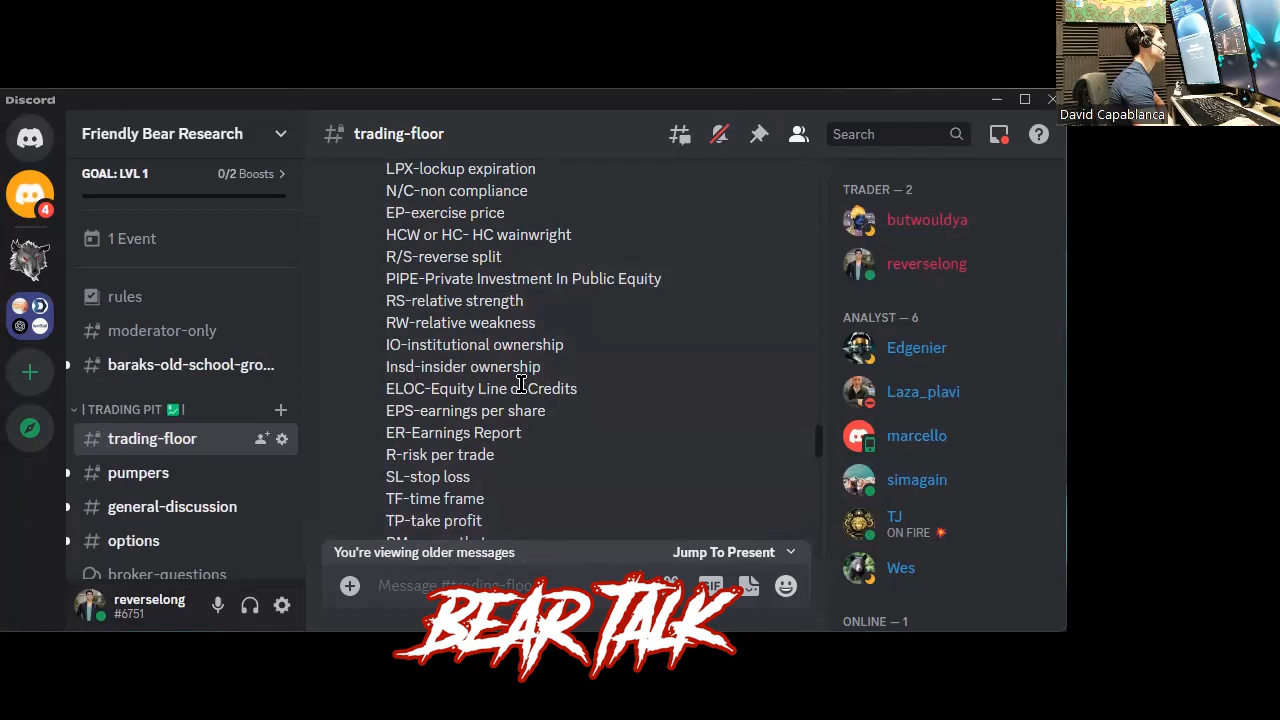 David Capablanca
Discord
Friendly Bear Research
GOAL: LVL 1
0/2 Boosts
1 Event
rules
moderator-only
baraks-old-school-gro...
| TRADING PIT |
trading-floor
pumpers
general-discussion
options
broker-questions
reverselong
#6751
4
trading-floor
Search
LPX-lockup expiration
N/C-non compliance
EP-exercise price
HCW or HC- HC wainwright
R/S-reverse split
PIPE-Private Investment In Public Equity
RS-relative strength
RW-relative weakness
IO-institutional ownership
Insd-insider ownership
ELOC-Equity Line of Credits
EPS-earnings per share
ER-Earnings Report
R-risk per trade
SL-stop loss
TF-time frame
TP-take profit
You're viewing older messages
Jump To Present
Message #trading-floo
GIF
BEAR TALK
TRADER — 2
butwouldya
reverselong
ANALYST — 6
Edgenier
Laza_plavi
marcello
simagain
TJ
ON FIRE
Wes
ONLINE — 1